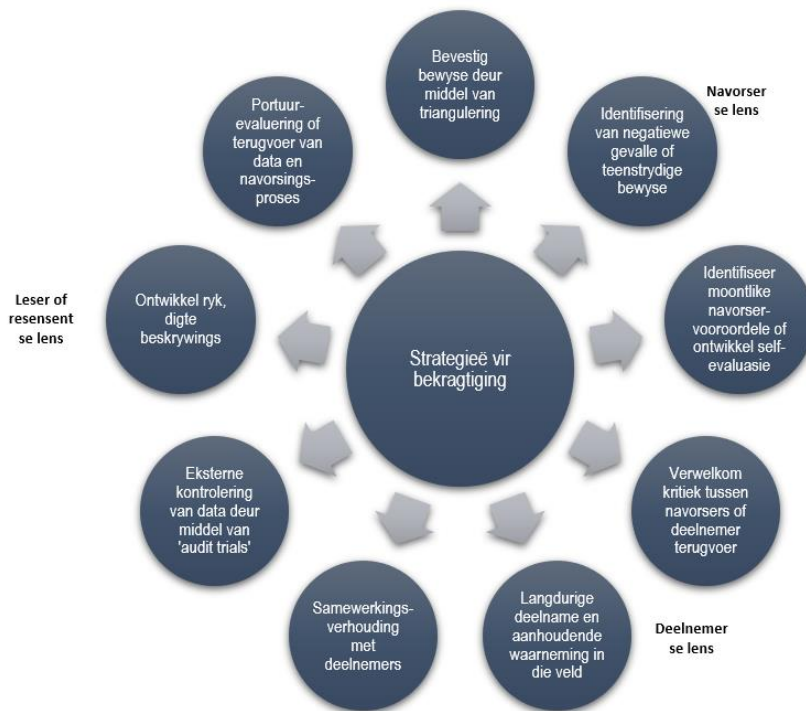 Bevestig
bewyse deur
middel van
triangulering
Navorser
se lens
Identifisering
van negatiewe
gevalle of
teenstrydige
bewyse
Identifiseer
moontlike
navorser-
vooroordele of
ontwikkel self-
evaluasie
Verwelkom
kritiek tussen
navorsers of
deelnemer
terugvoer
Deelnemer
se lens
Langdurige
deelname en
aanhoudende
waarneming in
die veld
Samewerkings-
verhouding
met
deelnemers
Eksterne
kontrolering
van data deur
middel van
'audit trials'
Leser of
resensent
se lens
Ontwikkel ryk,
digte
beskrywings
Portuur-
evaluering of
terugvoer van
data en
navorsings-
proses
Strategieë vir
bekragtiging